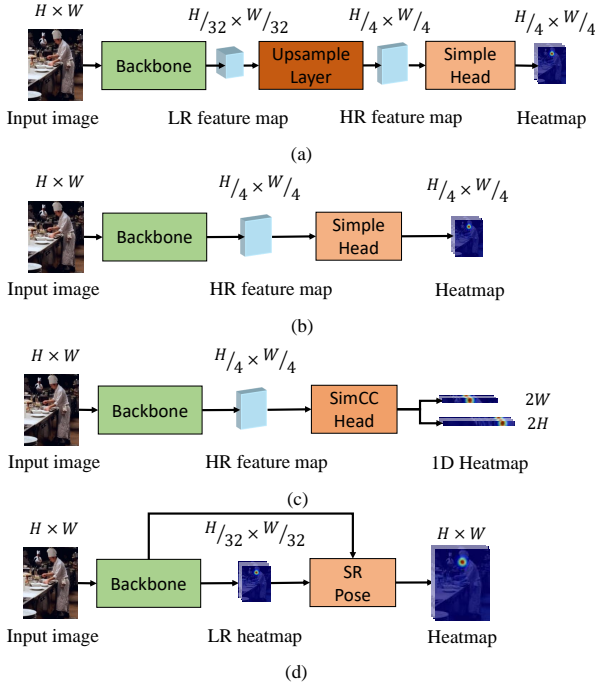 H × W
H/32 × W/32
H/4 × W/4
H/4 × W/4
Backbone
Upsample
Layer
Simple
Head
Input image
LR feature map
HR feature map
Heatmap
(a)
H × W
H/4 × W/4
H/4 × W/4
Backbone
Simple
Head
Input image
HR feature map
Heatmap
(b)
H × W
H/4 × W/4
Backbone
SimCC
Head
2W
2H
Input image
HR feature map
1D Heatmap
(c)
H × W
H/32 × W/32
H × W
Backbone
SR
Pose
Input image
LR heatmap
Heatmap
(d)